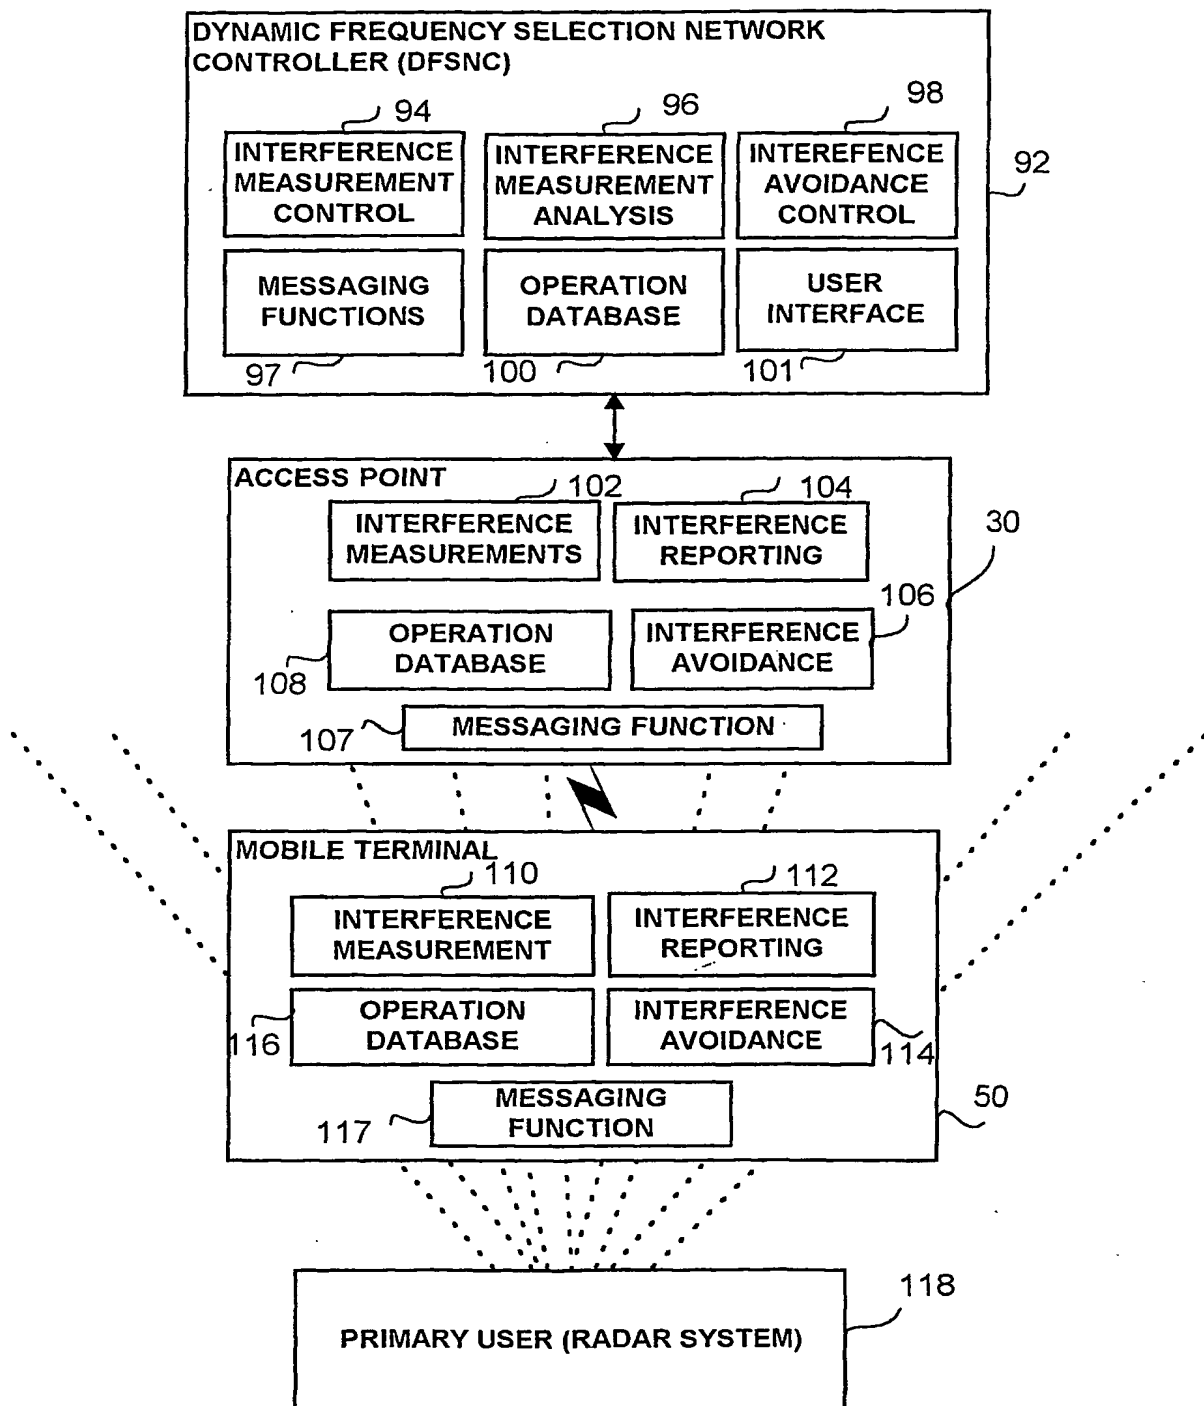 DYNAMIC FREQUENCY SELECTION NETWORK
CONTROLLER (DFSNC)
94
96
98
INTERFERENCE
MEASUREMENT
CONTROL
INTERFERENCE
MEASUREMENT
ANALYSIS
INTEREFENCE
AVOIDANCE
CONTROL
92
MESSAGING
FUNCTIONS
OPERATION
DATABASE
USER
INTERFACE
97
100
101
ACCESS POINT
102
104
INTERFERENCE
MEASUREMENTS
INTERFERENCE
REPORTING
30
106
OPERATION
DATABASE
INTERFERENCE
AVOIDANCE
108
MESSAGING FUNCTION
107
MOBILE TERMINAL
110
112
INTERFERENCE
MEASUREMENT
INTERFERENCE
REPORTING
OPERATION
DATABASE
INTERFERENCE
AVOIDANCE
116
114
MESSAGING
FUNCTION
117
50
118
PRIMARY USER (RADAR SYSTEM)